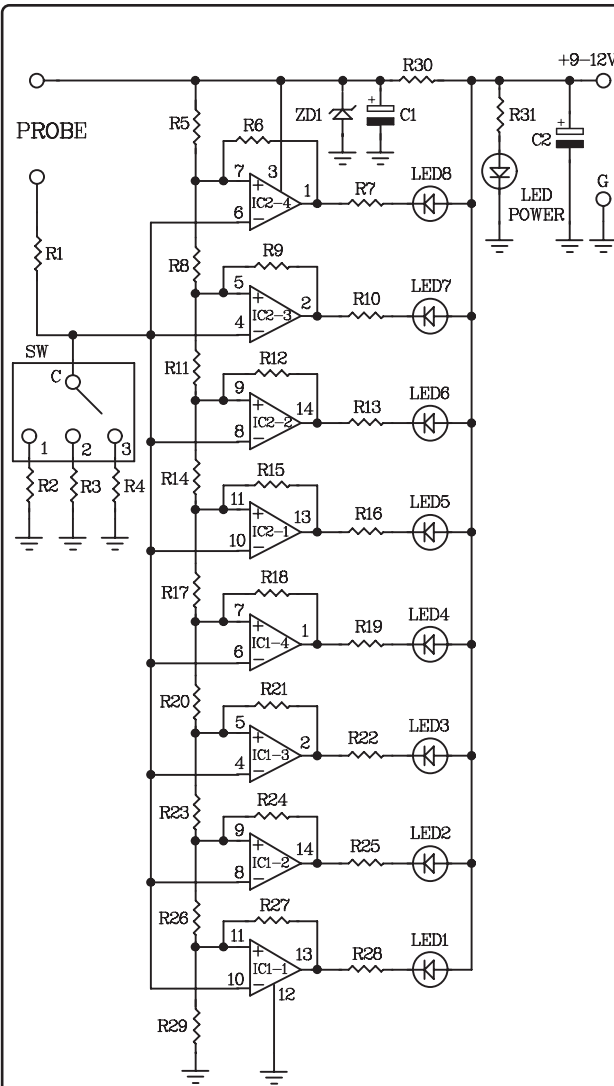 R30
+9-12V
R5
R6
ZD1
+
C1
R31
+
C2
PROBE
7
+
3
1
IC2-4
6
−
R7
LED8
LED
POWER
G
R1
R8
R9
5
+
2
IC2-3
4
−
R10
LED7
SW
C
1
2
3
R2
R3
R4
R11
R12
9
+
14
IC2-2
8
−
R13
LED6
R14
R15
11
+
13
IC2-1
10
−
R16
LED5
R17
R18
7
+
1
IC1-4
6
−
R19
LED4
R20
R21
5
+
2
IC1-3
4
−
R22
LED3
R23
R24
9
+
14
IC1-2
8
−
R25
LED2
R26
R27
11
+
13
IC1-1
10
−
12
R28
LED1
R29